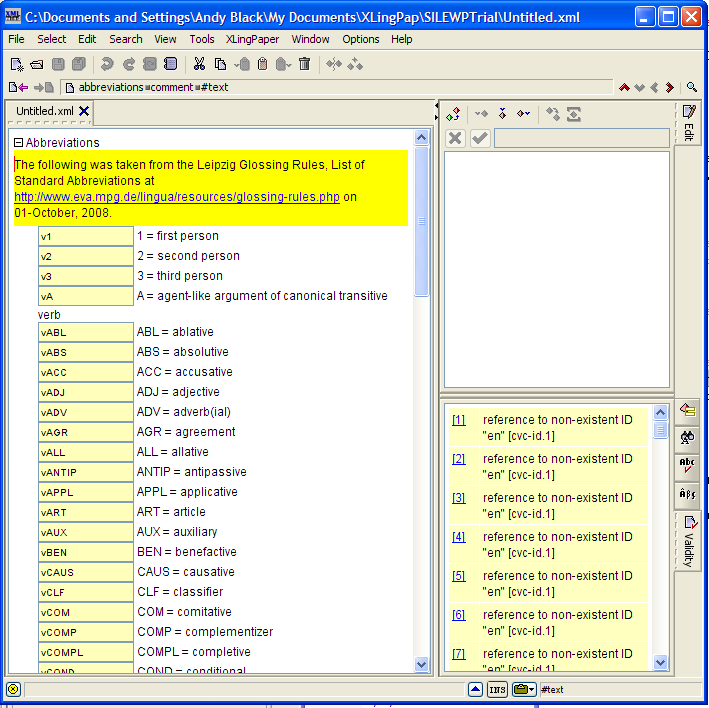 C:\Documents and Settings\Andy Black\My Documents\XLingPap\SILEWPTrial\Untitled.xml
File Select Edit Search View Tools XLingPaper Window Options Help
abbreviations comment #text
Untitled.xml
Abbreviations
The following was taken from the Leipzig Glossing Rules, List of
Standard Abbreviations at
http://www.eva.mpg.de/lingua/resources/glossing-rules.php on
01-October, 2008.
v1 1 = first person
v2 2 = second person
v3 3 = third person
vA A = agent-like argument of canonical transitive
verb
vABL ABL = ablative
vABS ABS = absolutive
vACC ACC = accusative
vADJ ADJ = adjective
vADV ADV = adverb(ial)
vAGR AGR = agreement
vALL ALL = allative
vANTIP ANTIP = antipassive
vAPPL APPL = applicative
vART ART = article
vAUX AUX = auxiliary
vBEN BEN = benefactive
vCAUS CAUS = causative
vCLF CLF = classifier
vCOM COM = comitative
vCOMP COMP = complementizer
vCOMPL COMPL = completive
vCOND COND = conditional
Edit
[1] reference to non-existent ID
"en" [cvc-id.1]
[2] reference to non-existent ID
"en" [cvc-id.1]
[3] reference to non-existent ID
"en" [cvc-id.1]
[4] reference to non-existent ID
"en" [cvc-id.1]
[5] reference to non-existent ID
"en" [cvc-id.1]
[6] reference to non-existent ID
"en" [cvc-id.1]
[7] reference to non-existent ID
"en" [cvc-id.1]
Abc
Validity
INS
#text